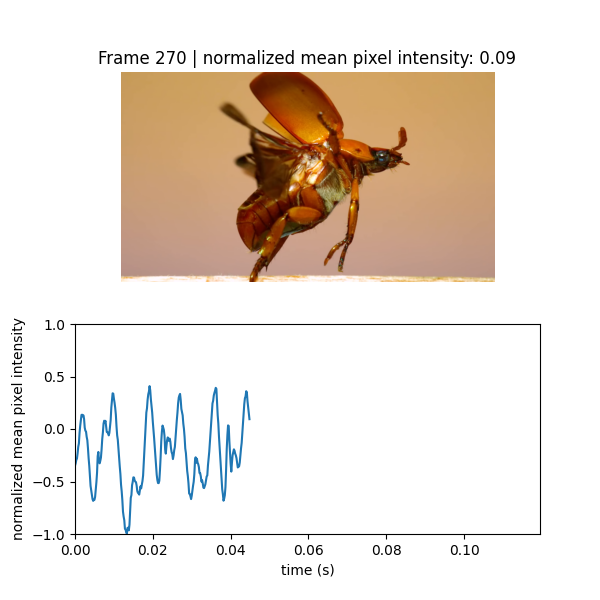 Frame 270 | normalized mean pixel intensity: 0.09
normalized mean pixel intensity
1.0
0.5
0.0
−0.5
−1.0
0.00 0.02 0.04 0.06 0.08 0.10
time (s)